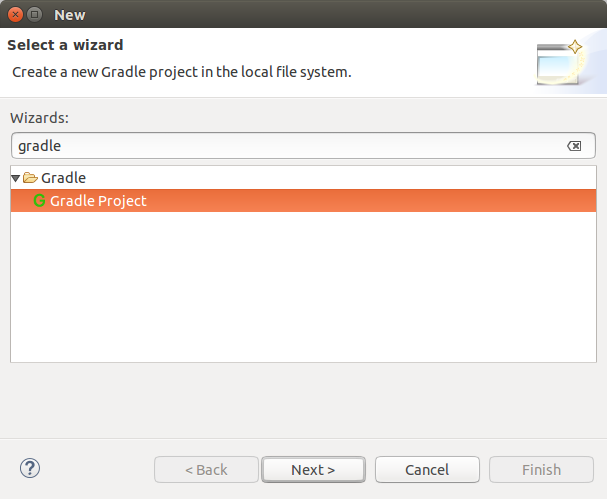 New
Select a wizard
Create a new Gradle project in the local file system.
Wizards:
gradle
Gradle
G Gradle Project
? < Back Next > Cancel Finish